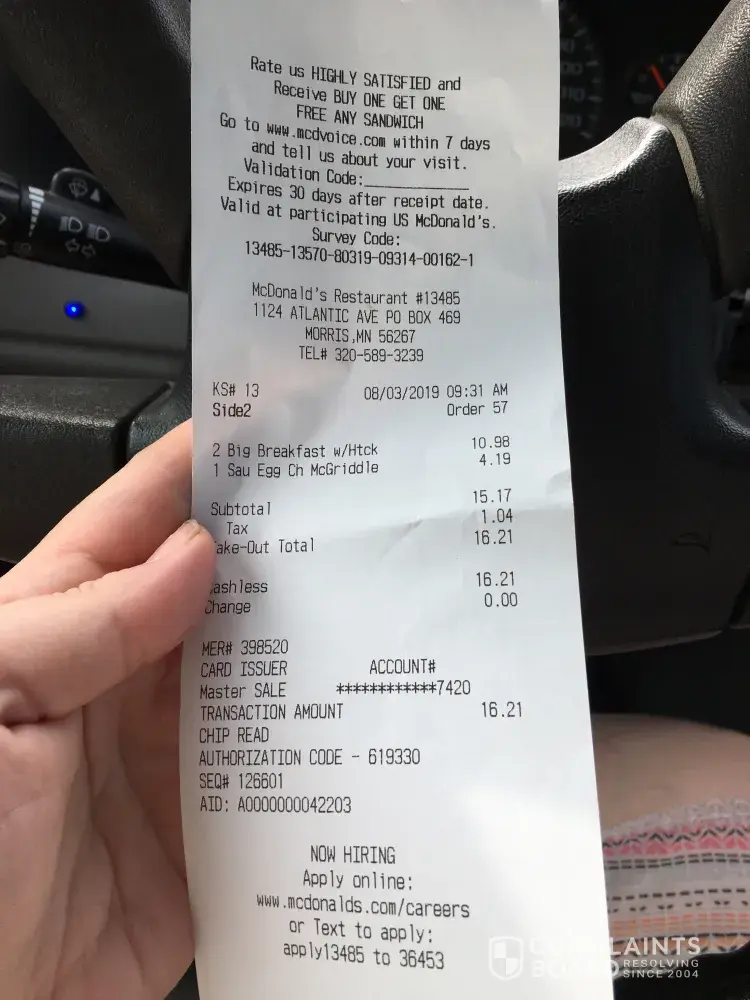 Rate us HIGHLY SATISFIED and
Receive BUY ONE GET ONE
FREE ANY SANDWICH
Go to www.mcdvoice.com within 7 days
and tell us about your visit.
Validation Code:__________
Expires 30 days after receipt date.
Valid at participating US McDonald's.
Survey Code:
13485-13570-80319-09314-00162-1
McDonald's Restaurant #13485
1124 ATLANTIC AVE PO BOX 469
MORRIS,MN 56267
TEL# 320-589-3239
KS# 13 08/03/2019 09:31 AM
Side2 Order 57
2 Big Breakfast w/Htck 10.98
1 Sau Egg Ch McGriddle 4.19
Subtotal 15.17
Tax 1.04
ake-Out Total 16.21
ashless 16.21
Change 0.00
MER# 398520
CARD ISSUER ACCOUNT#
Master SALE ************7420
TRANSACTION AMOUNT 16.21
CHIP READ
AUTHORIZATION CODE - 619330
SEQ# 126601
AID: A0000000042203
NOW HIRING
Apply online:
www.mcdonalds.com/careers
or Text to apply:
apply13485 to 36453
COMPLAINTS
BOARD RESOLVING
SINCE 2004